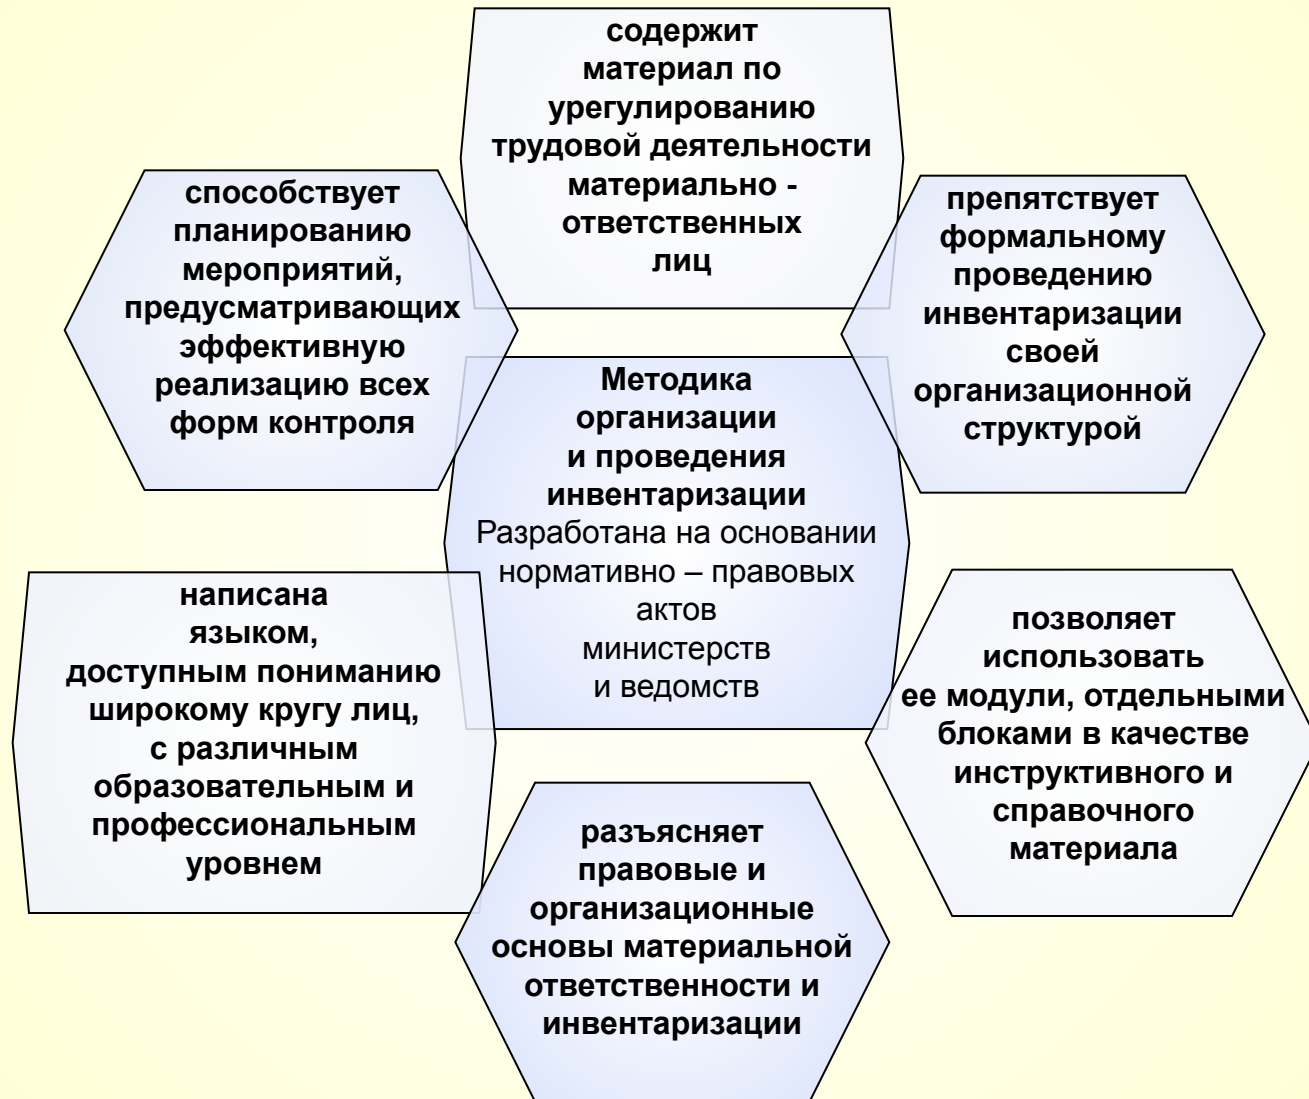 содержит
материал по
урегулированию
трудовой деятельности
материально -
ответственных
лиц
способствует
планированию
мероприятий,
предусматривающих
эффективную
реализацию всех
форм контроля
препятствует
формальному
проведению
инвентаризации
своей
организационной
структурой
Методика
организации
и проведения
инвентаризации
Разработана на основании
нормативно – правовых
актов
министерств
и ведомств
написана
языком,
доступным пониманию
широкому кругу лиц,
с различным
образовательным и
профессиональным
уровнем
позволяет
использовать
ее модули, отдельными
блоками в качестве
инструктивного и
справочного
материала
разъясняет
правовые и
организационные
основы материальной
ответственности и
инвентаризации